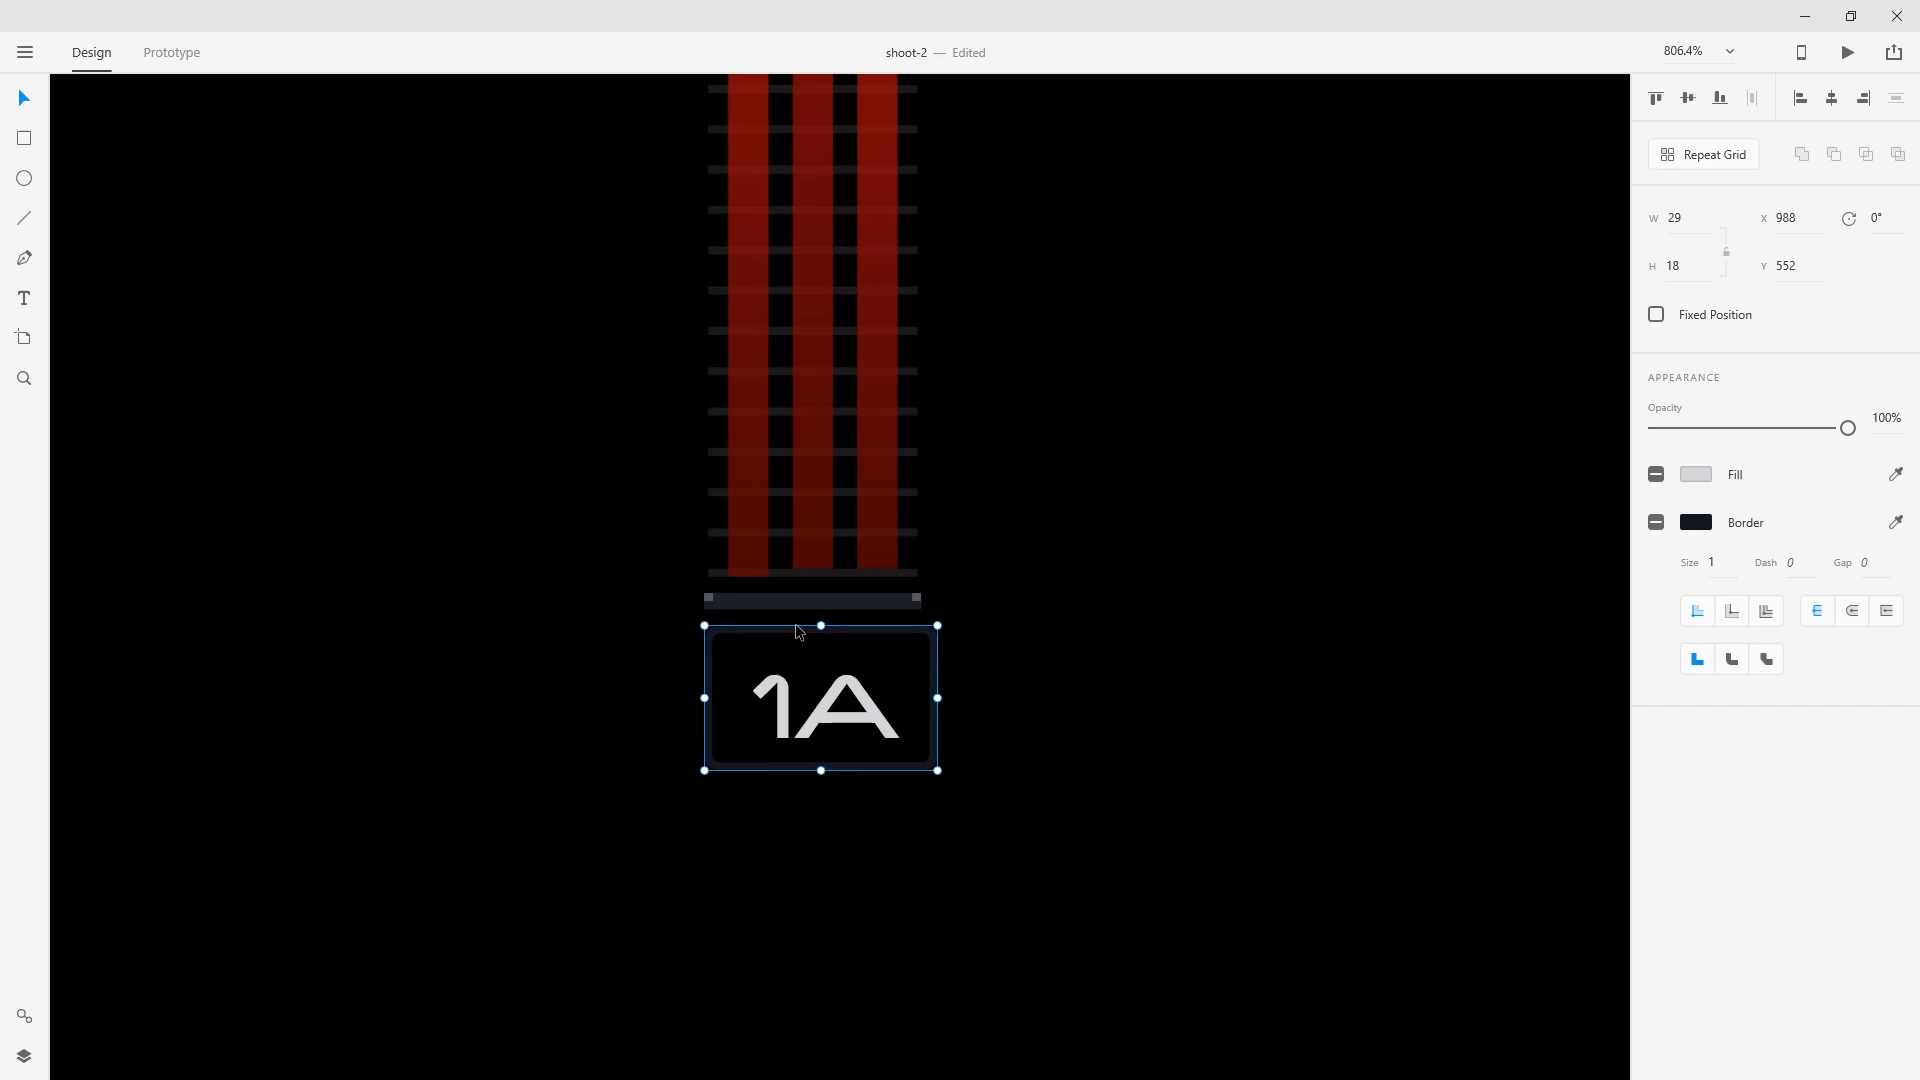 Design
Prototype
shoot-2 — Edited
806.4%
Repeat Grid
W 29
X 988
0°
H 18
Y 552
Fixed Position
APPEARANCE
Opacity
100%
Fill
Border
Size 1
Dash 0
Gap 0
1A